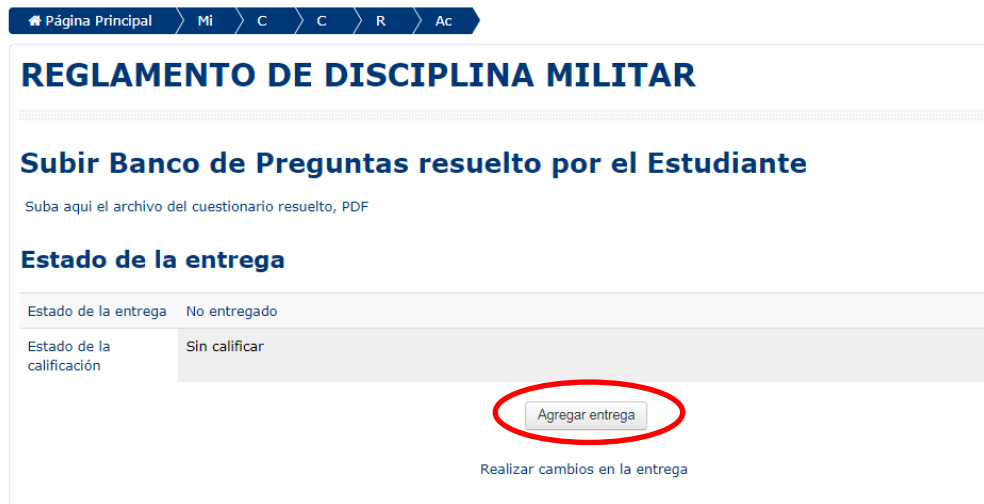 Página Principal Mi C C R Ac
REGLAMENTO DE DISCIPLINA MILITAR
Subir Banco de Preguntas resuelto por el Estudiante
Suba aqui el archivo del cuestionario resuelto, PDF
Estado de la entrega
Estado de la entrega No entregado
Estado de la Sin calificar
calificación
Agregar entrega
Realizar cambios en la entrega